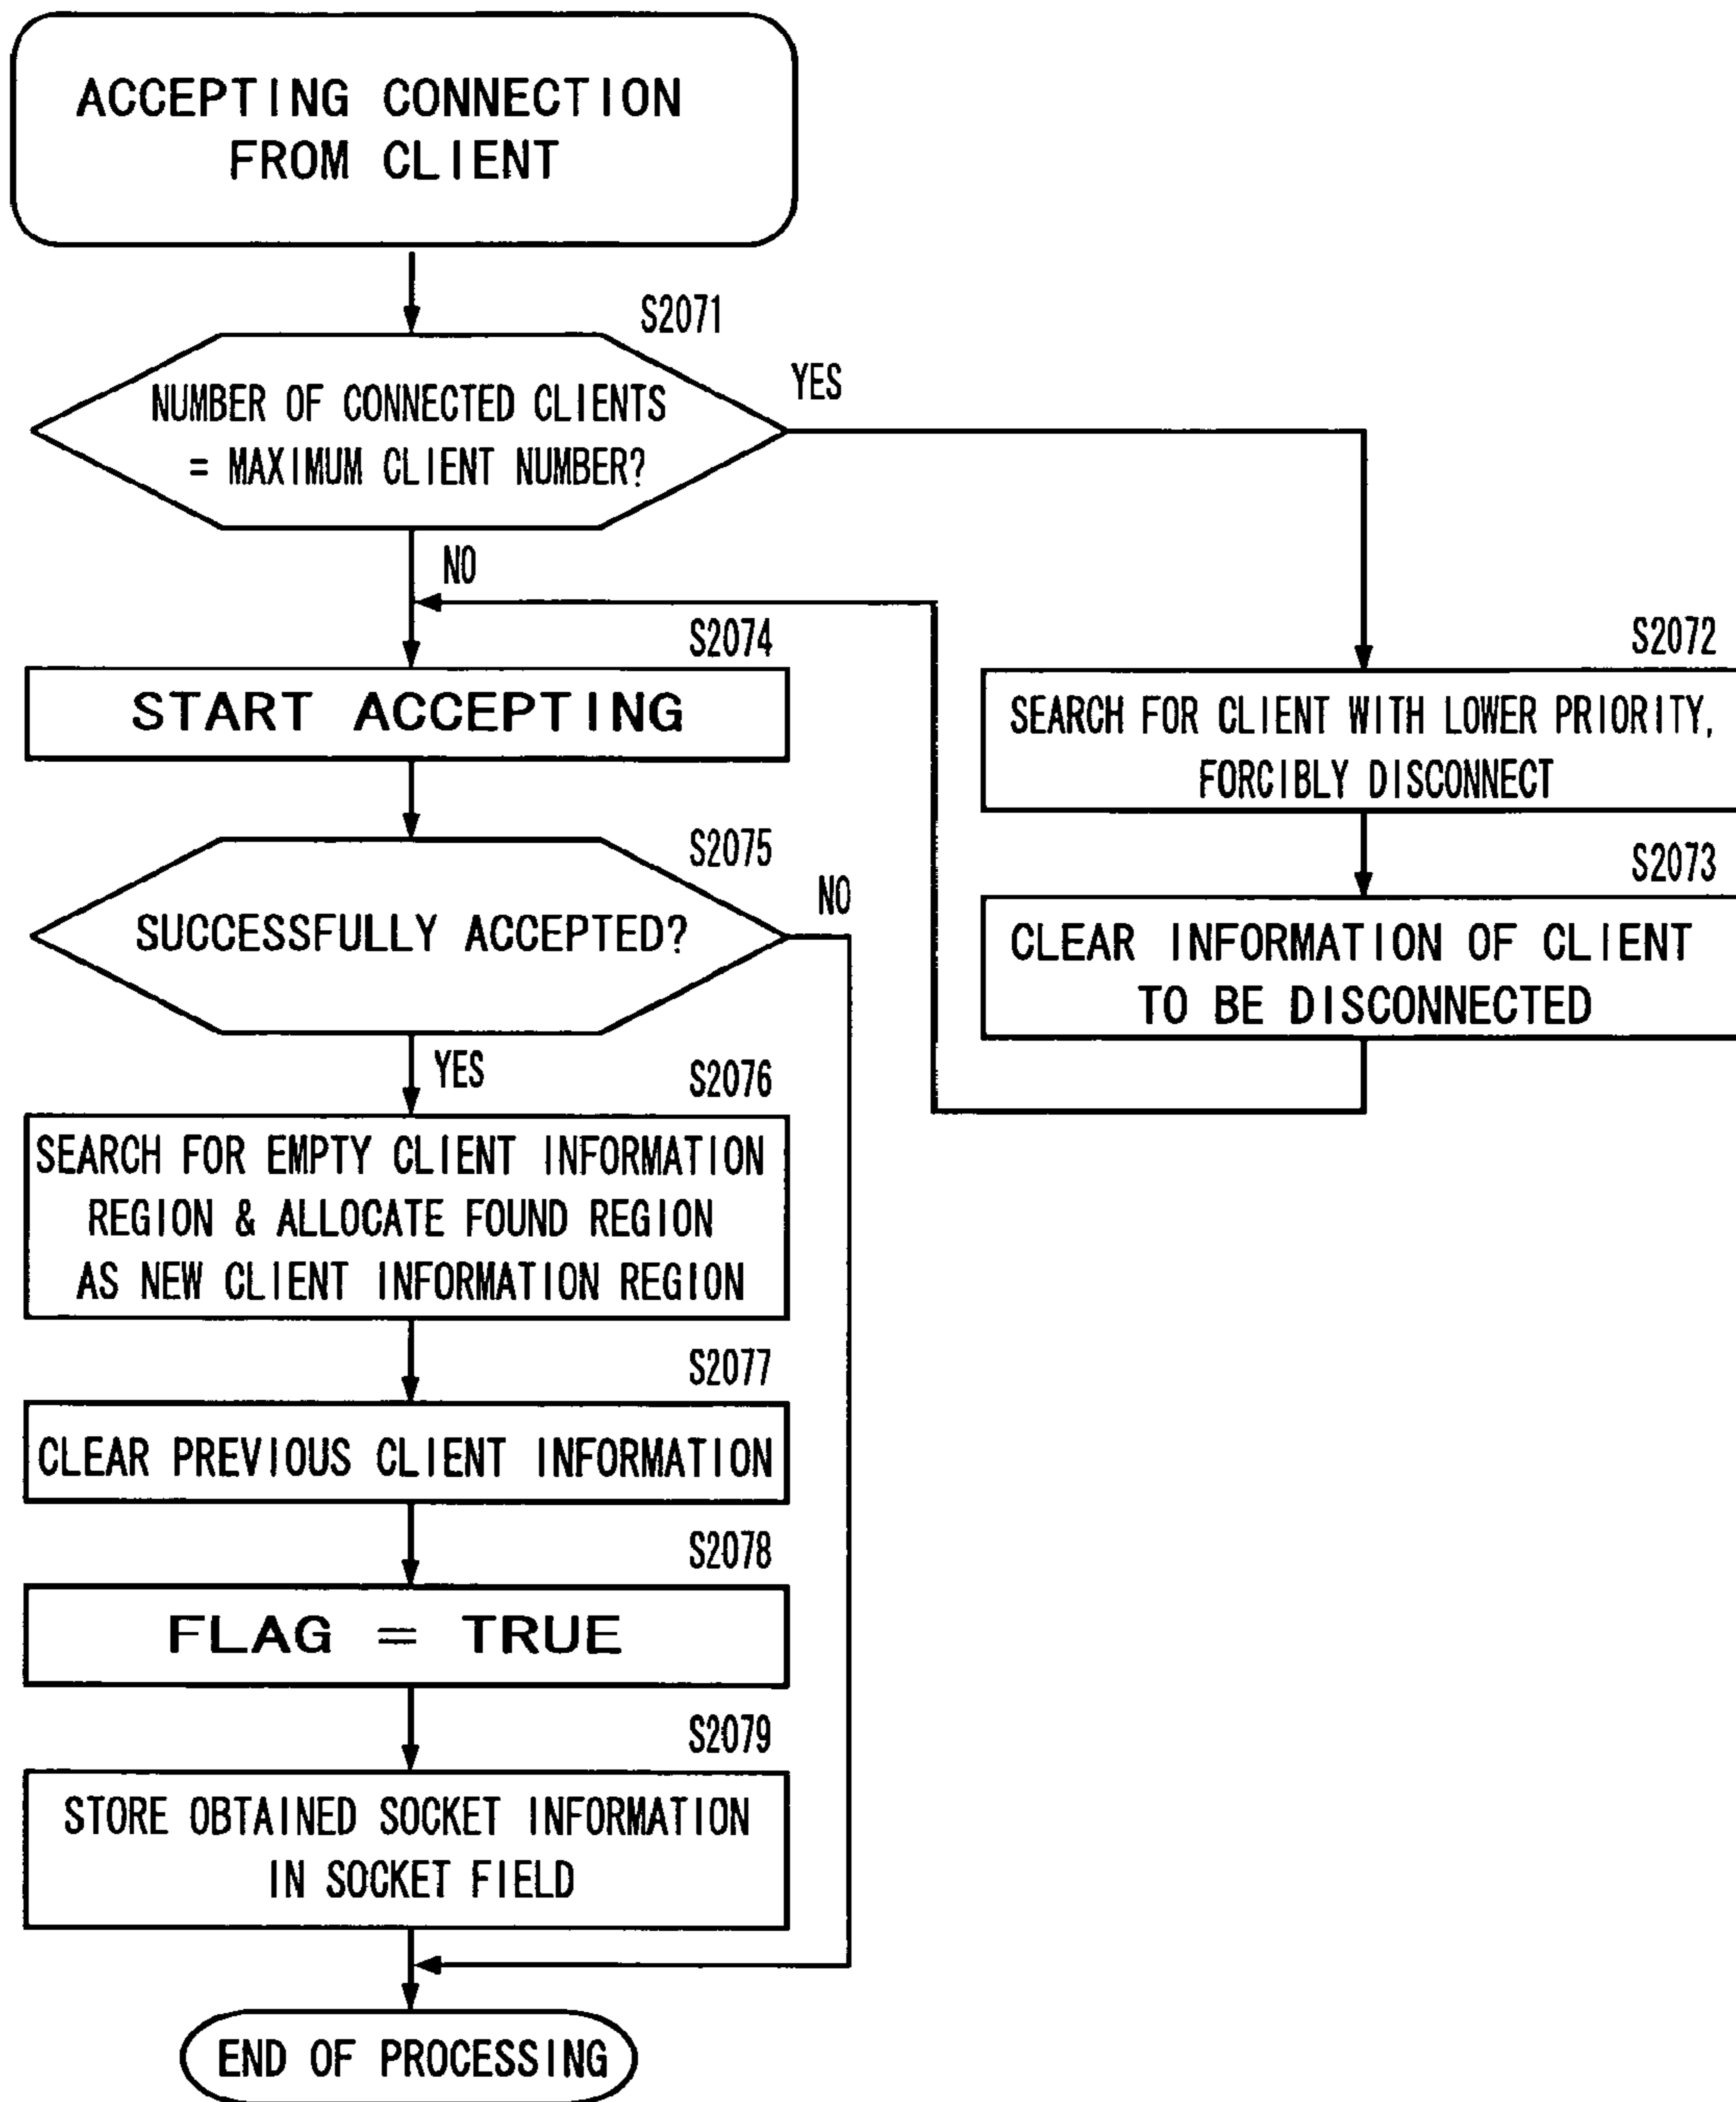 ACCEPTING CONNECTION
FROM CLIENT
S2071
NUMBER OF CONNECTED CLIENTS
= MAXIMUM CLIENT NUMBER?
YES
NO
S2072
SEARCH FOR CLIENT WITH LOWER PRIORITY,
FORCIBLY DISCONNECT
S2073
CLEAR INFORMATION OF CLIENT
TO BE DISCONNECTED
S2074
START ACCEPTING
S2075
SUCCESSFULLY ACCEPTED?
NO
YES
S2076
SEARCH FOR EMPTY CLIENT INFORMATION
REGION & ALLOCATE FOUND REGION
AS NEW CLIENT INFORMATION REGION
S2077
CLEAR PREVIOUS CLIENT INFORMATION
S2078
FLAG = TRUE
S2079
STORE OBTAINED SOCKET INFORMATION
IN SOCKET FIELD
END OF PROCESSING